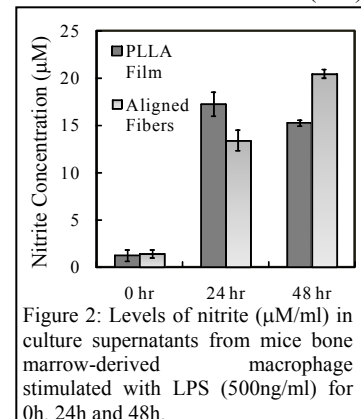 25
20
15
10
5
0
Nitrite Concentration (μM)
PLLA
Film
Aligned
Fibers
0 hr 24 hr 48 hr
Figure 2: Levels of nitrite (μM/ml) in
culture supernatants from mice bone
marrow-derived macrophage
stimulated with LPS (500ng/ml) for
0h, 24h and 48h.